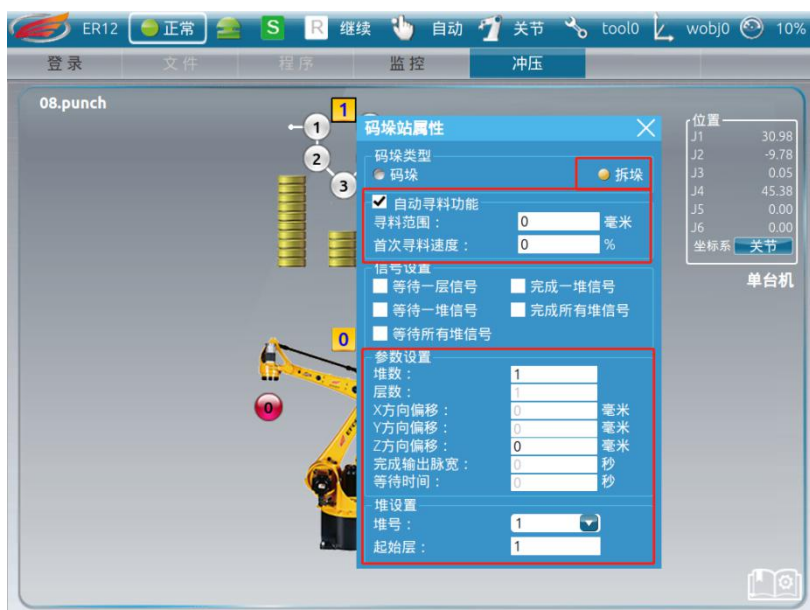 ER12 正常 S R 继续 自动 关节 tool0 wobj0 10%
登录 文件 程序 监控 冲压
08.punch
1
1
2
3
0
0
码垛站属性
码垛类型
码垛 拆垛
自动寻料功能
寻料范围： 0 毫米
首次寻料速度： 0 %
信号设置
等待一层信号 完成一堆信号
等待一堆信号 完成所有堆信号
等待所有堆信号
参数设置
堆数： 1
层数： 1
X方向偏移： 0 毫米
Y方向偏移： 0 毫米
Z方向偏移： 0 毫米
完成输出脉宽： 0 秒
等待时间： 0 秒
堆设置
堆号： 1
起始层： 1
位置
J1 30.98
J2 -9.78
J3 0.05
J4 45.38
J5 0.00
J6 0.00
坐标系 关节
单台机